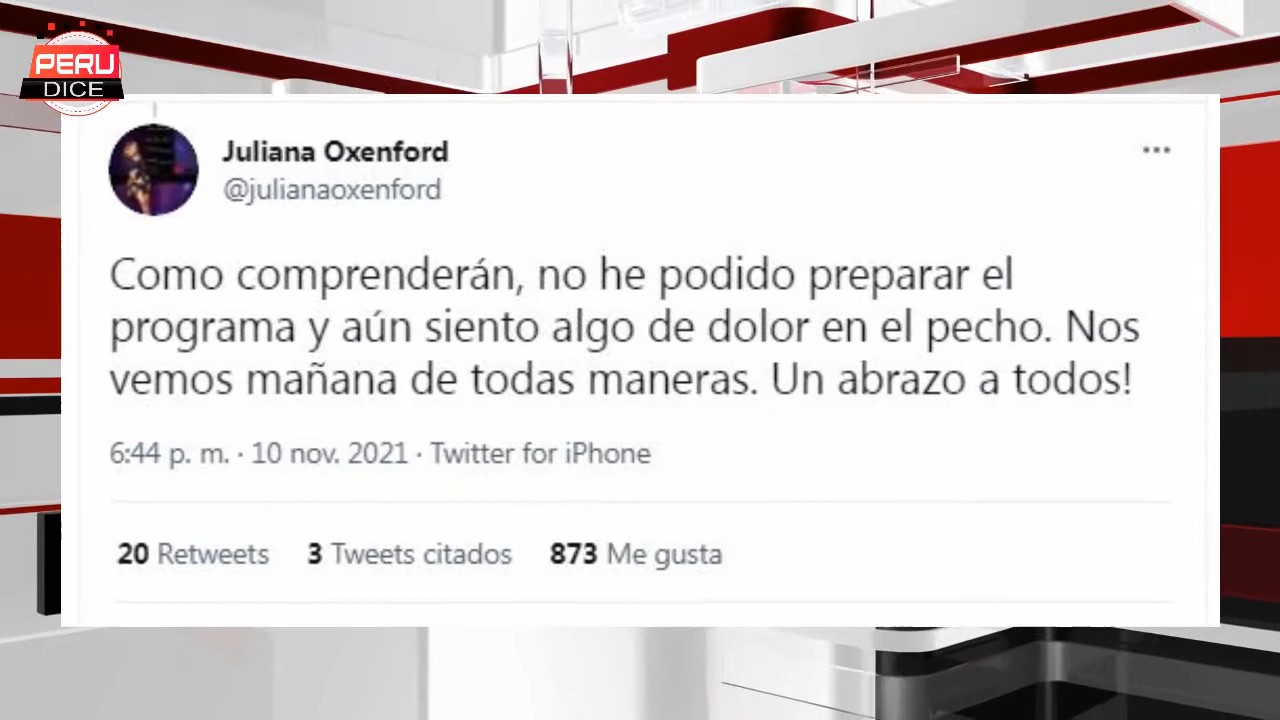 PERU
DICE
Juliana Oxenford
@julianaoxenford
Como comprenderán, no he podido preparar el
programa y aún siento algo de dolor en el pecho. Nos
vemos mañana de todas maneras. Un abrazo a todos!
6:44 p. m. · 10 nov. 2021 · Twitter for iPhone
20 Retweets 3 Tweets citados 873 Me gusta